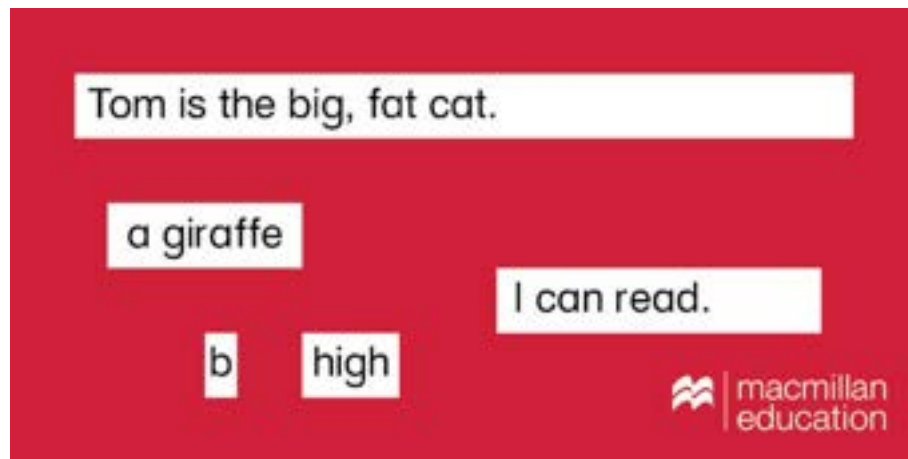 Tom is the big, fat cat.
a giraffe
I can read.
b
high
macmillan
education